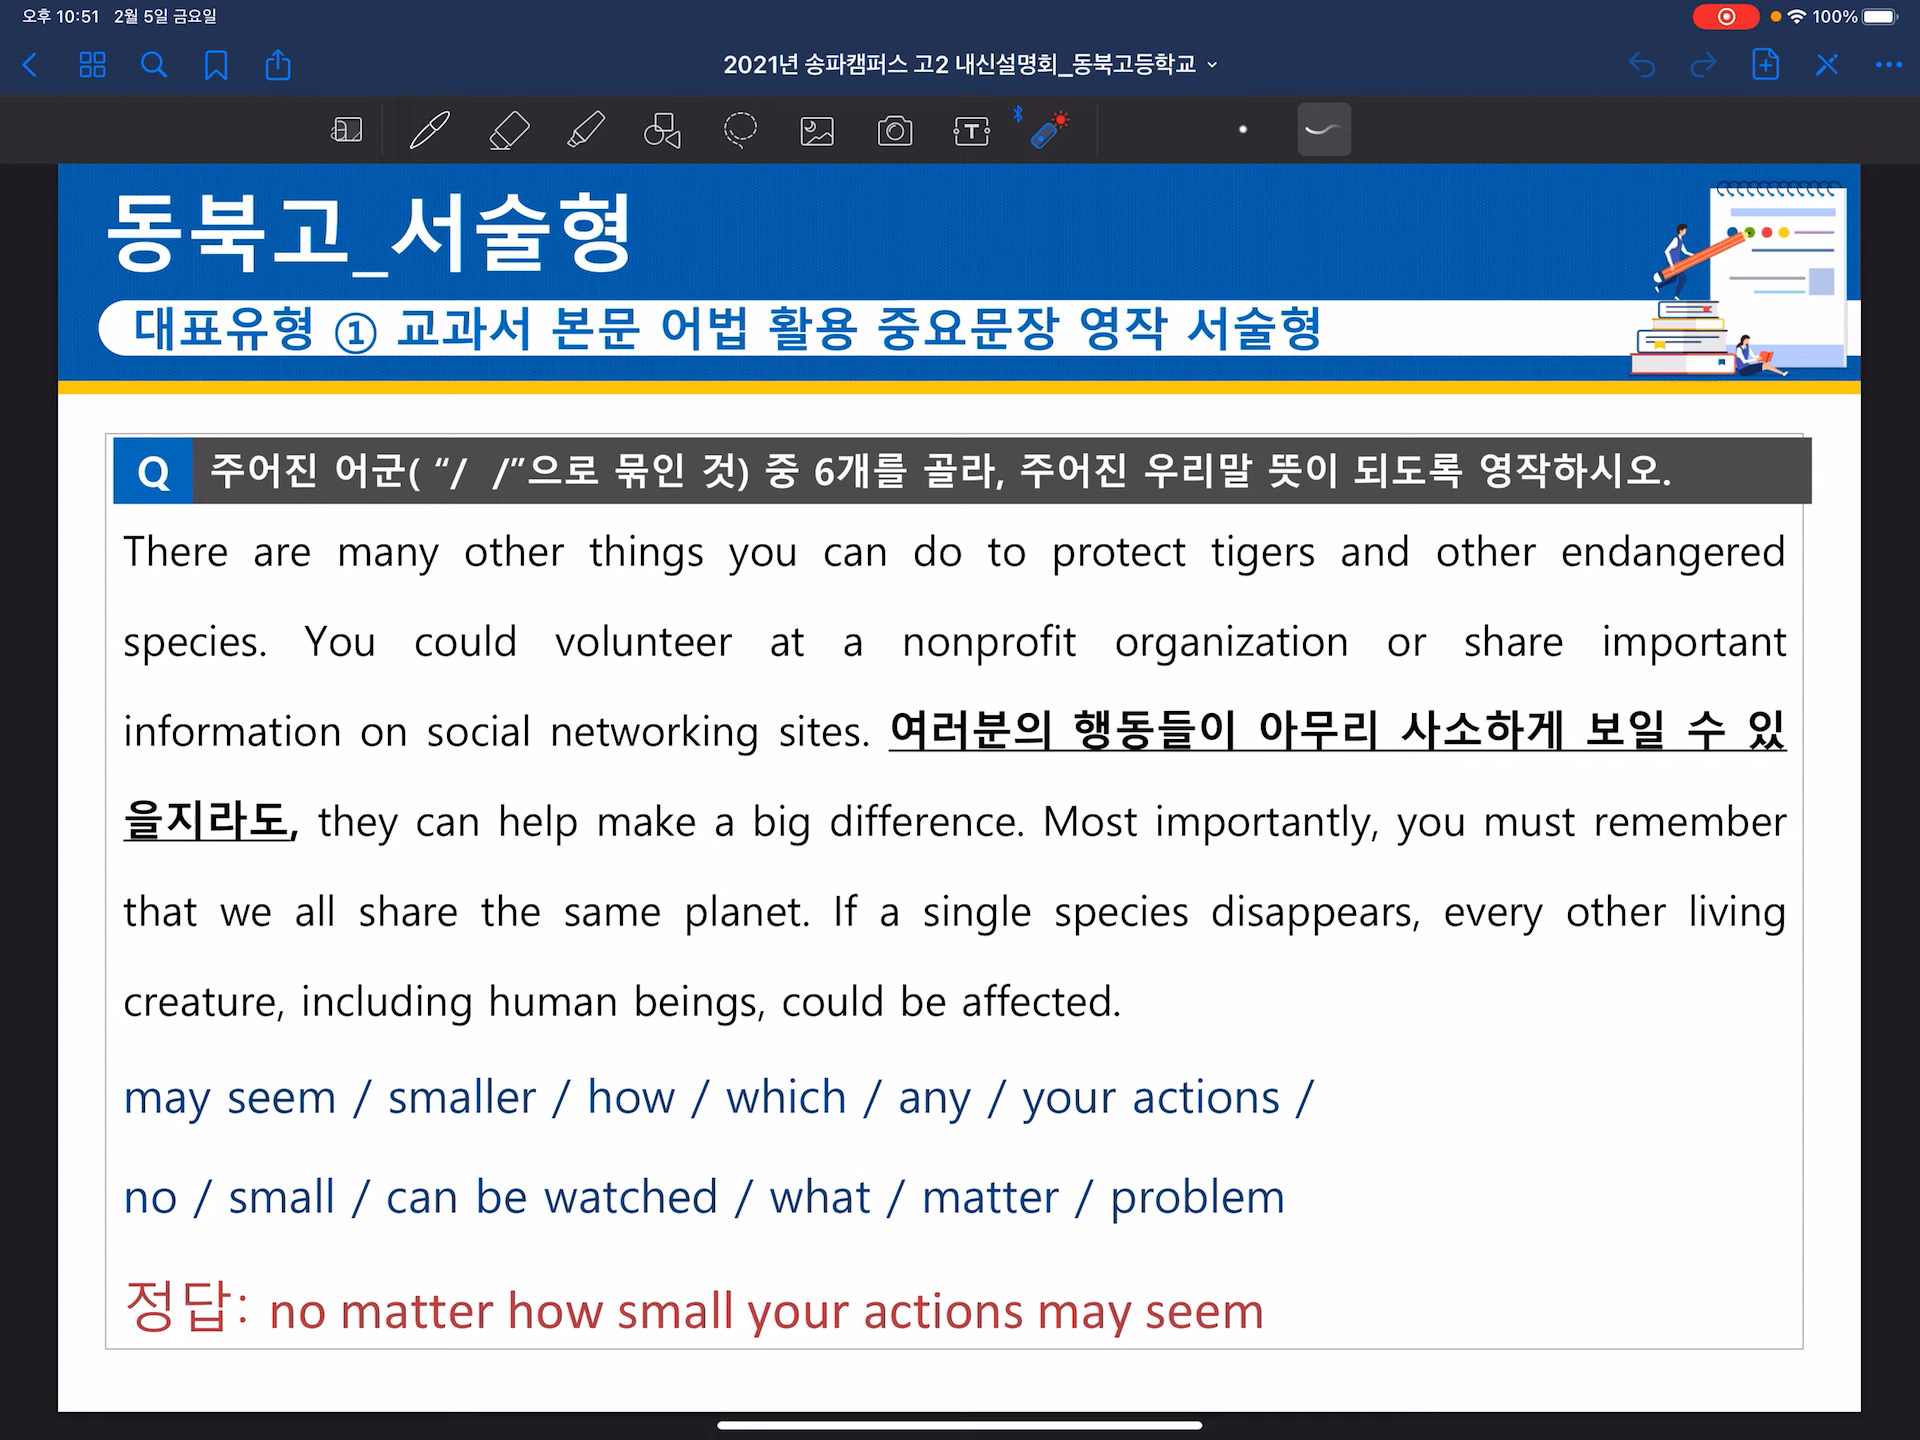 오후 10:51 2월 5일 금요일
100%
2021년 송파캠퍼스 고2 내신설명회_동북고등학교
동북고_서술형
대표유형 ① 교과서 본문 어법 활용 중요문장 영작 서술형
Q 주어진 어군( “/ /”으로 묶인 것) 중 6개를 골라, 주어진 우리말 뜻이 되도록 영작하시오.
There are many other things you can do to protect tigers and other endangered
species. You could volunteer at a nonprofit organization or share important
information on social networking sites. 여러분의 행동들이 아무리 사소하게 보일 수 있
을지라도, they can help make a big difference. Most importantly, you must remember
that we all share the same planet. If a single species disappears, every other living
creature, including human beings, could be affected.
may seem / smaller / how / which / any / your actions /
no / small / can be watched / what / matter / problem
정답: no matter how small your actions may seem